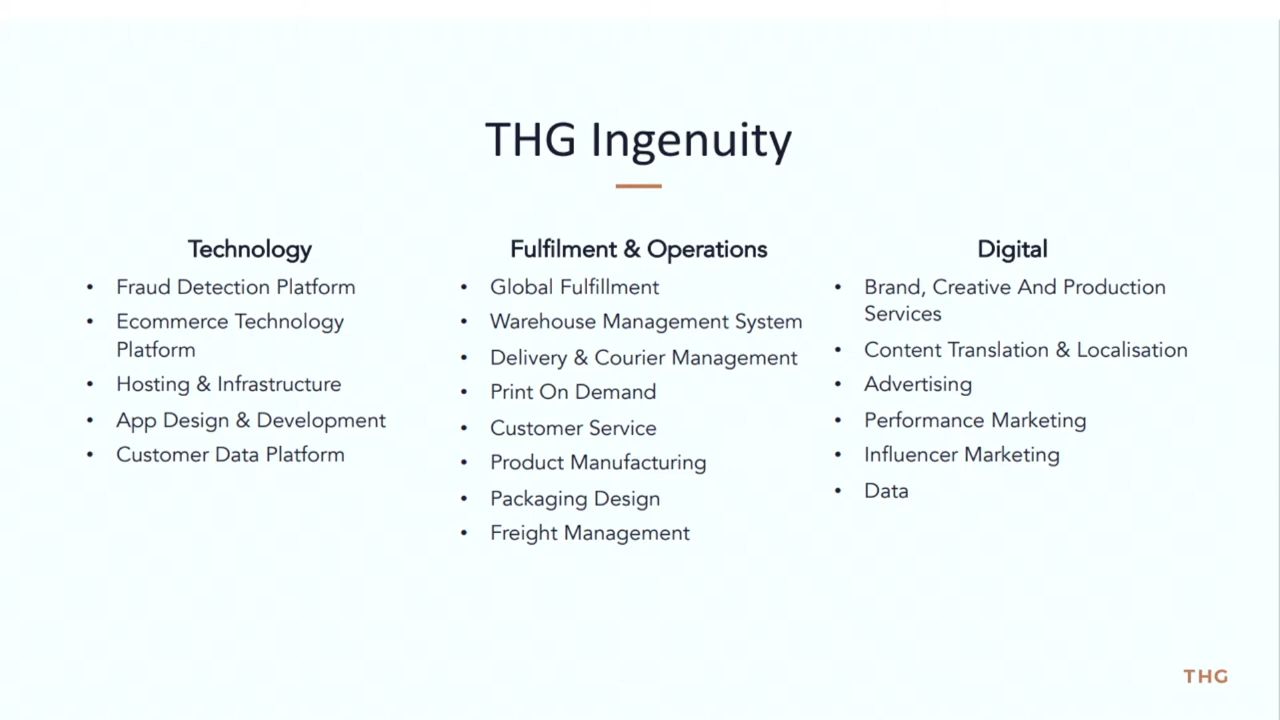 THG Ingenuity
Technology
• Fraud Detection Platform
• Ecommerce Technology
Platform
• Hosting & Infrastructure
• App Design & Development
• Customer Data Platform
Fulfilment & Operations
• Global Fulfillment
• Warehouse Management System
• Delivery & Courier Management
• Print On Demand
• Customer Service
• Product Manufacturing
• Packaging Design
• Freight Management
Digital
• Brand, Creative And Production
Services
• Content Translation & Localisation
• Advertising
• Performance Marketing
• Influencer Marketing
• Data
THG